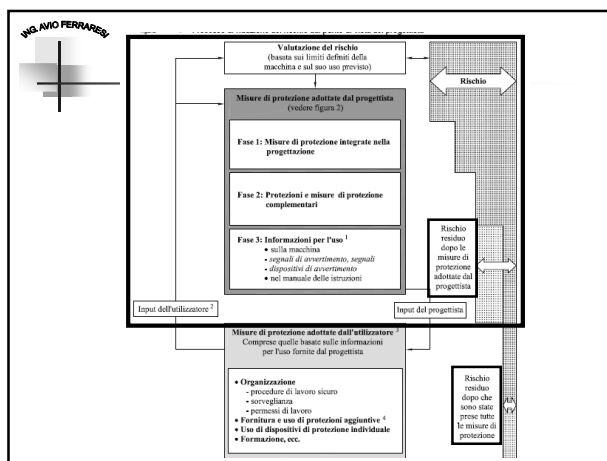 ING. AVIO FERRARESI
Valutazione del rischio
(basata sui limiti definiti della
macchina e sul suo uso previsto)
Rischio
Misure di protezione adottate dal progettista
(vedere figura 2)
Fase 1: Misure di protezione integrate nella
progettazione
Fase 2: Protezioni e misure di protezione
complementari
Fase 3: Informazioni per l'uso 1
• sulla macchina
• segnali di avvertimento, segnali
• dispositivi di avvertimento
• nel manuale delle istruzioni
Rischio
residuo
dopo le
misure di
protezione
adottate dal
progettista
Input dell'utilizzatore 2
Input del progettista
Misure di protezione adottate dall'utilizzatore 3
Comprese quelle basate sulle informazioni
per l'uso fornite dal progettista
• Organizzazione
- procedure di lavoro sicuro
- sorveglianza
- permessi di lavoro
• Fornitura e uso di protezioni aggiuntive 4
• Uso di dispositivi di protezione individuale
• Formazione, ecc.
Rischio
residuo
dopo che
sono state
prese tutte
le misure di
protezione